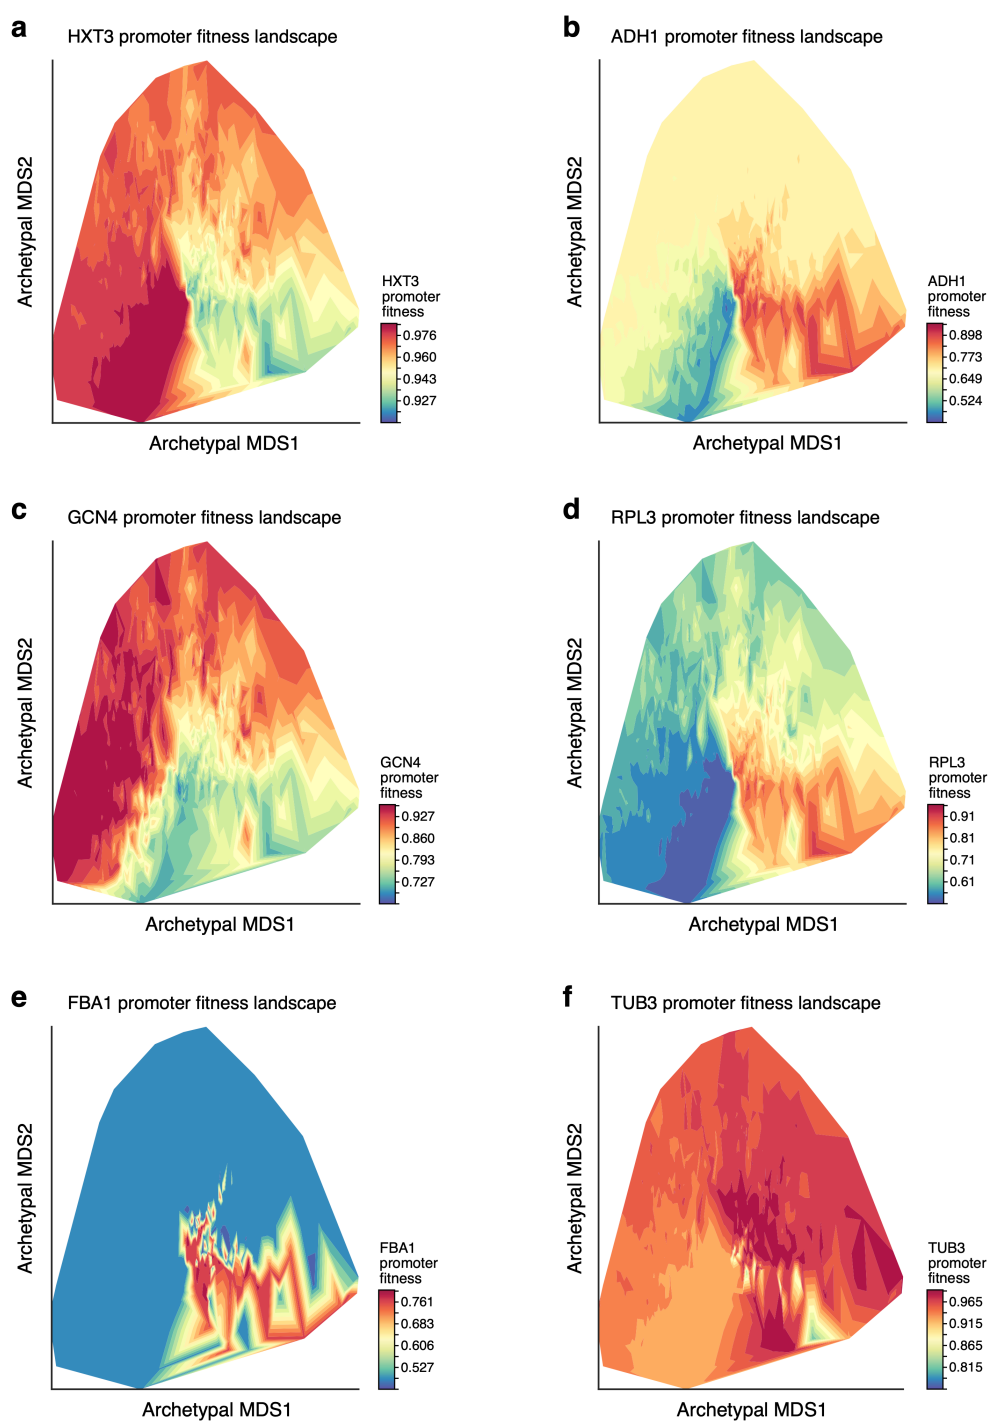 a
HXT3 promoter fitness landscape
Archetypal MDS2
HXT3
promoter
fitness
0.976
0.960
0.943
0.927
Archetypal MDS1
b
ADH1 promoter fitness landscape
Archetypal MDS2
ADH1
promoter
fitness
0.898
0.773
0.649
0.524
Archetypal MDS1
c
GCN4 promoter fitness landscape
Archetypal MDS2
GCN4
promoter
fitness
0.927
0.860
0.793
0.727
Archetypal MDS1
d
RPL3 promoter fitness landscape
Archetypal MDS2
RPL3
promoter
fitness
0.91
0.81
0.71
0.61
Archetypal MDS1
e
FBA1 promoter fitness landscape
Archetypal MDS2
FBA1
promoter
fitness
0.761
0.683
0.606
0.527
Archetypal MDS1
f
TUB3 promoter fitness landscape
Archetypal MDS2
TUB3
promoter
fitness
0.965
0.915
0.865
0.815
Archetypal MDS1